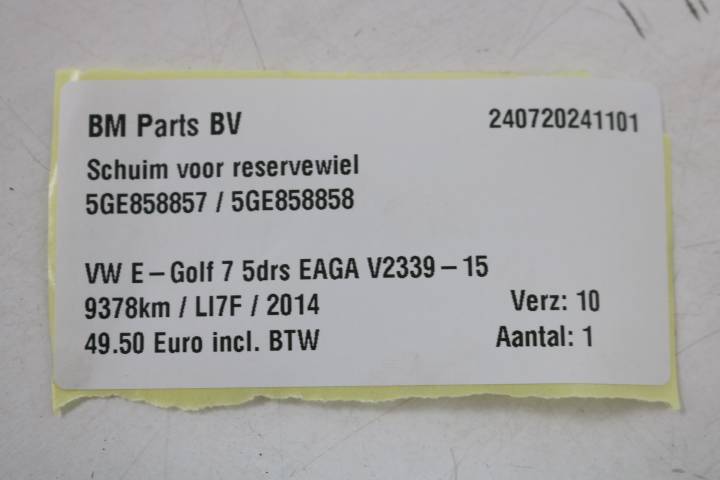 BM Parts BV 240720241101
Schuim voor reservewiel
5GE858857 / 5GE858858
VW E-Golf 7 5drs EAGA V2339-15
9378km / LI7F / 2014 Verz: 10
49.50 Euro incl. BTW Aantal: 1